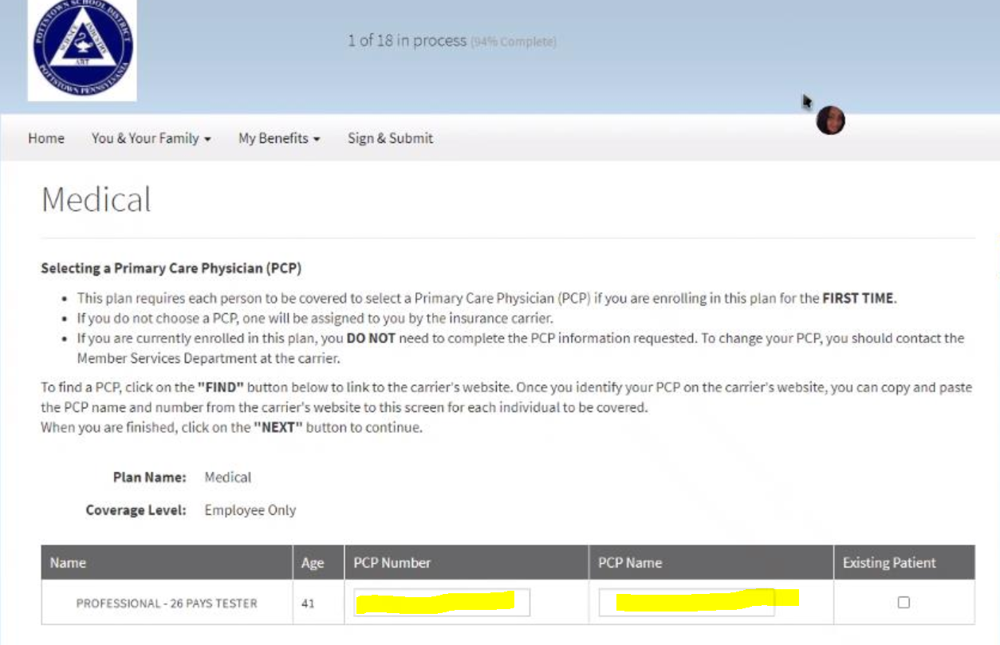 POTTSTOWN SCHOOL DISTRICT
SCIENCE
INDUSTRY
ART
POTTSTOWN PENNSYLVANIA
1 of 18 in process (94% Complete)
Home You & Your Family My Benefits Sign & Submit
Medical
Selecting a Primary Care Physician (PCP)
• This plan requires each person to be covered to select a Primary Care Physician (PCP) if you are enrolling in this plan for the FIRST TIME.
• If you do not choose a PCP, one will be assigned to you by the insurance carrier.
• If you are currently enrolled in this plan, you DO NOT need to complete the PCP information requested. To change your PCP, you should contact the
Member Services Department at the carrier.
To find a PCP, click on the "FIND" button below to link to the carrier's website. Once you identify your PCP on the carrier's website, you can copy and paste
the PCP name and number from the carrier's website to this screen for each individual to be covered.
When you are finished, click on the "NEXT" button to continue.
Plan Name: Medical
Coverage Level: Employee Only
Name Age PCP Number PCP Name Existing Patient
PROFESSIONAL - 26 PAYS TESTER 41